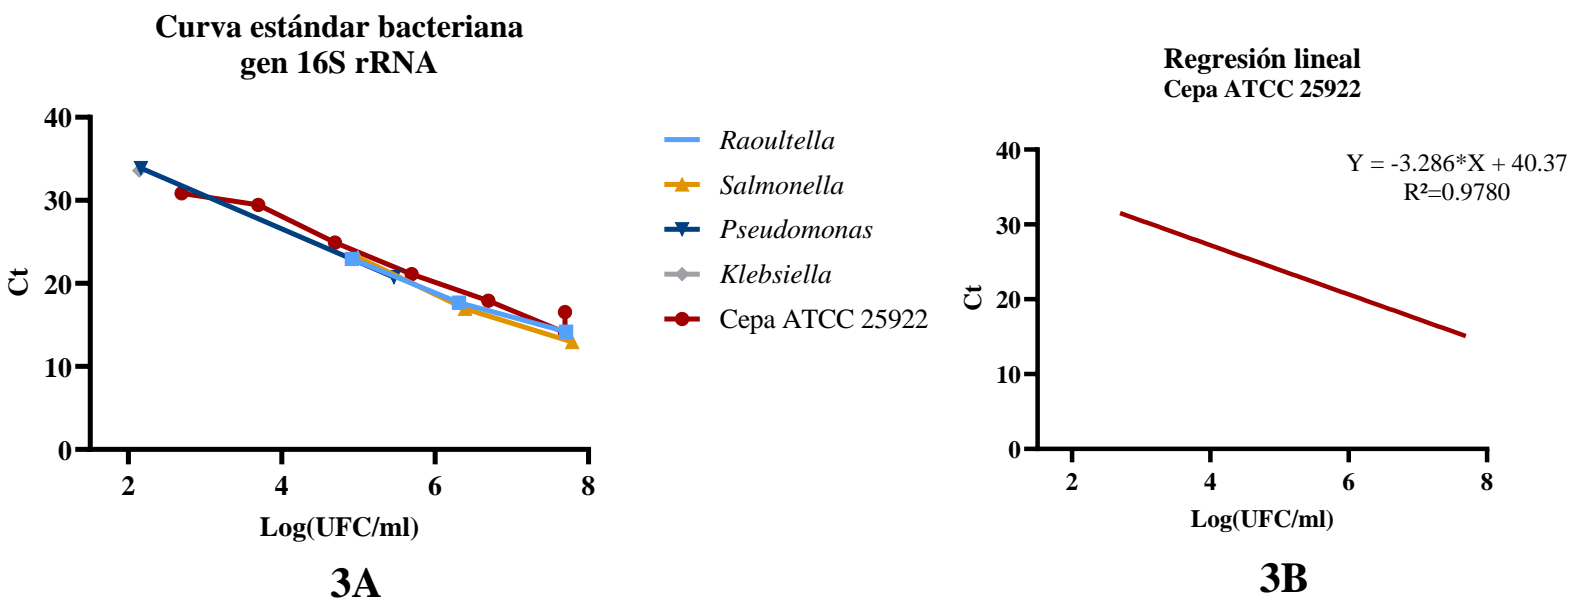 Curva estándar bacteriana
gen 16S rRNA
40
30
20
10
0
Ct
2
4
6
8
Log(UFC/ml)
3A
Raoultella
Salmonella
Pseudomonas
Klebsiella
Cepa ATCC 25922
Regresión lineal
Cepa ATCC 25922
Y = -3.286*X + 40.37
R²=0.9780
40
30
20
10
0
Ct
2
4
6
8
Log(UFC/ml)
3B